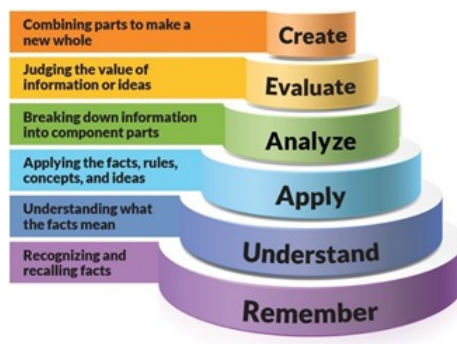 Combining parts to make a
new whole
Create
Judging the value of
information or ideas
Evaluate
Breaking down information
into component parts
Analyze
Applying the facts, rules,
concepts, and ideas
Apply
Understanding what
the facts mean
Understand
Recognizing and
recalling facts
Remember